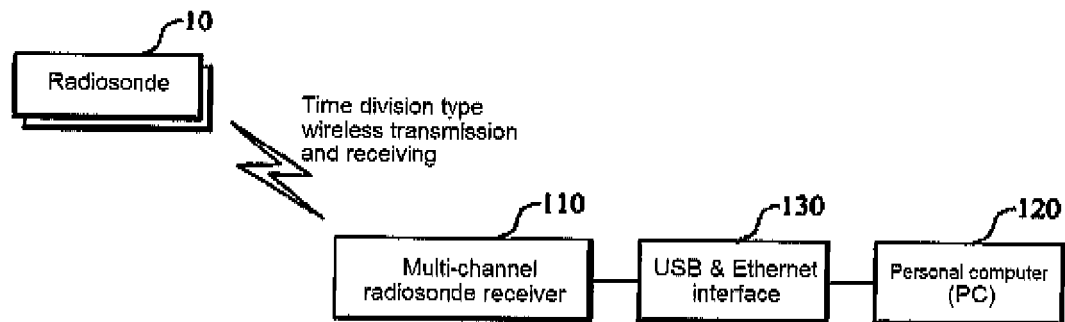 10
Radiosonde
Time division type
wireless transmission
and receiving
110
130
120
Multi-channel
radiosonde receiver
USB & Ethernet
interface
Personal computer
(PC)